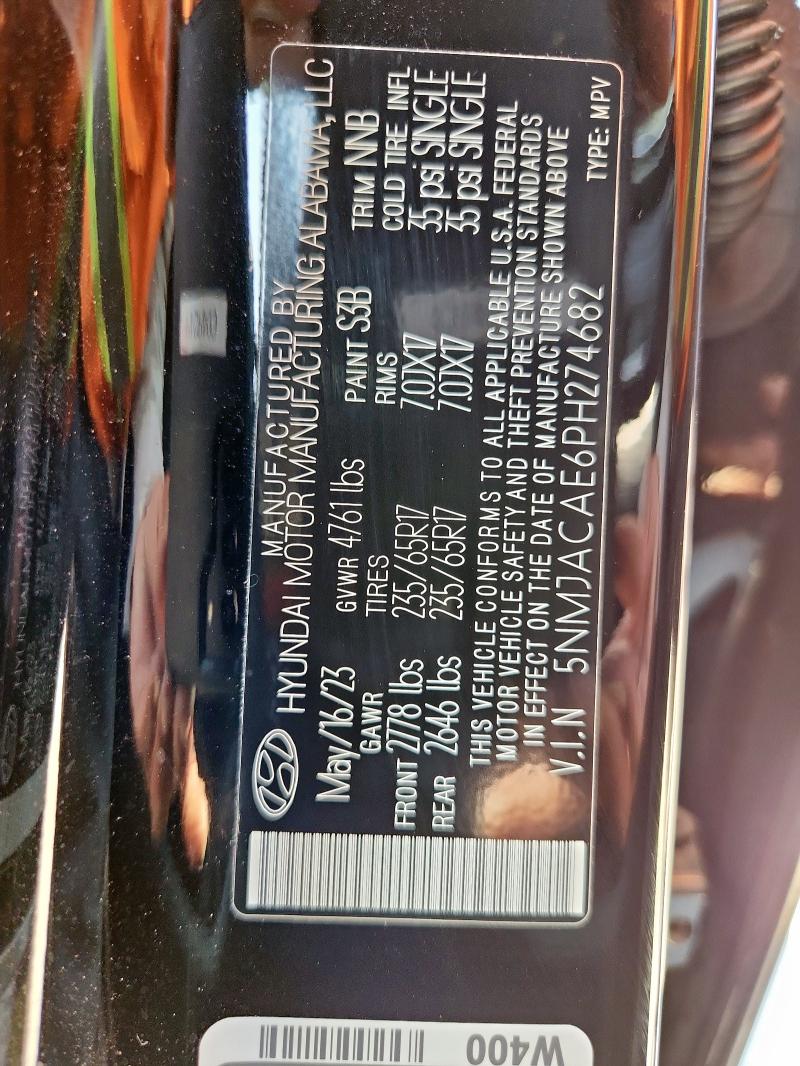 MANUFACTURED BY
HYUNDAI MOTOR MANUFACTURING ALABAMA, LLC
May/16/23 GVWR 4761 lbs PAINT S3B TRIM NNB
GAWR TIRES RIMS COLD TIRE INFL
FRONT 2778 lbs 235/65R17 7.0JX17 35 psi SINGLE
REAR 2646 lbs 235/65R17 7.0JX17 35 psi SINGLE
THIS VEHICLE CONFORMS TO ALL APPLICABLE U.S.A. FEDERAL
MOTOR VEHICLE SAFETY AND THEFT PREVENTION STANDARDS
IN EFFECT ON THE DATE OF MANUFACTURE SHOWN ABOVE
V.I.N 5NMJACAE6PH274682 TYPE: MPV
W400